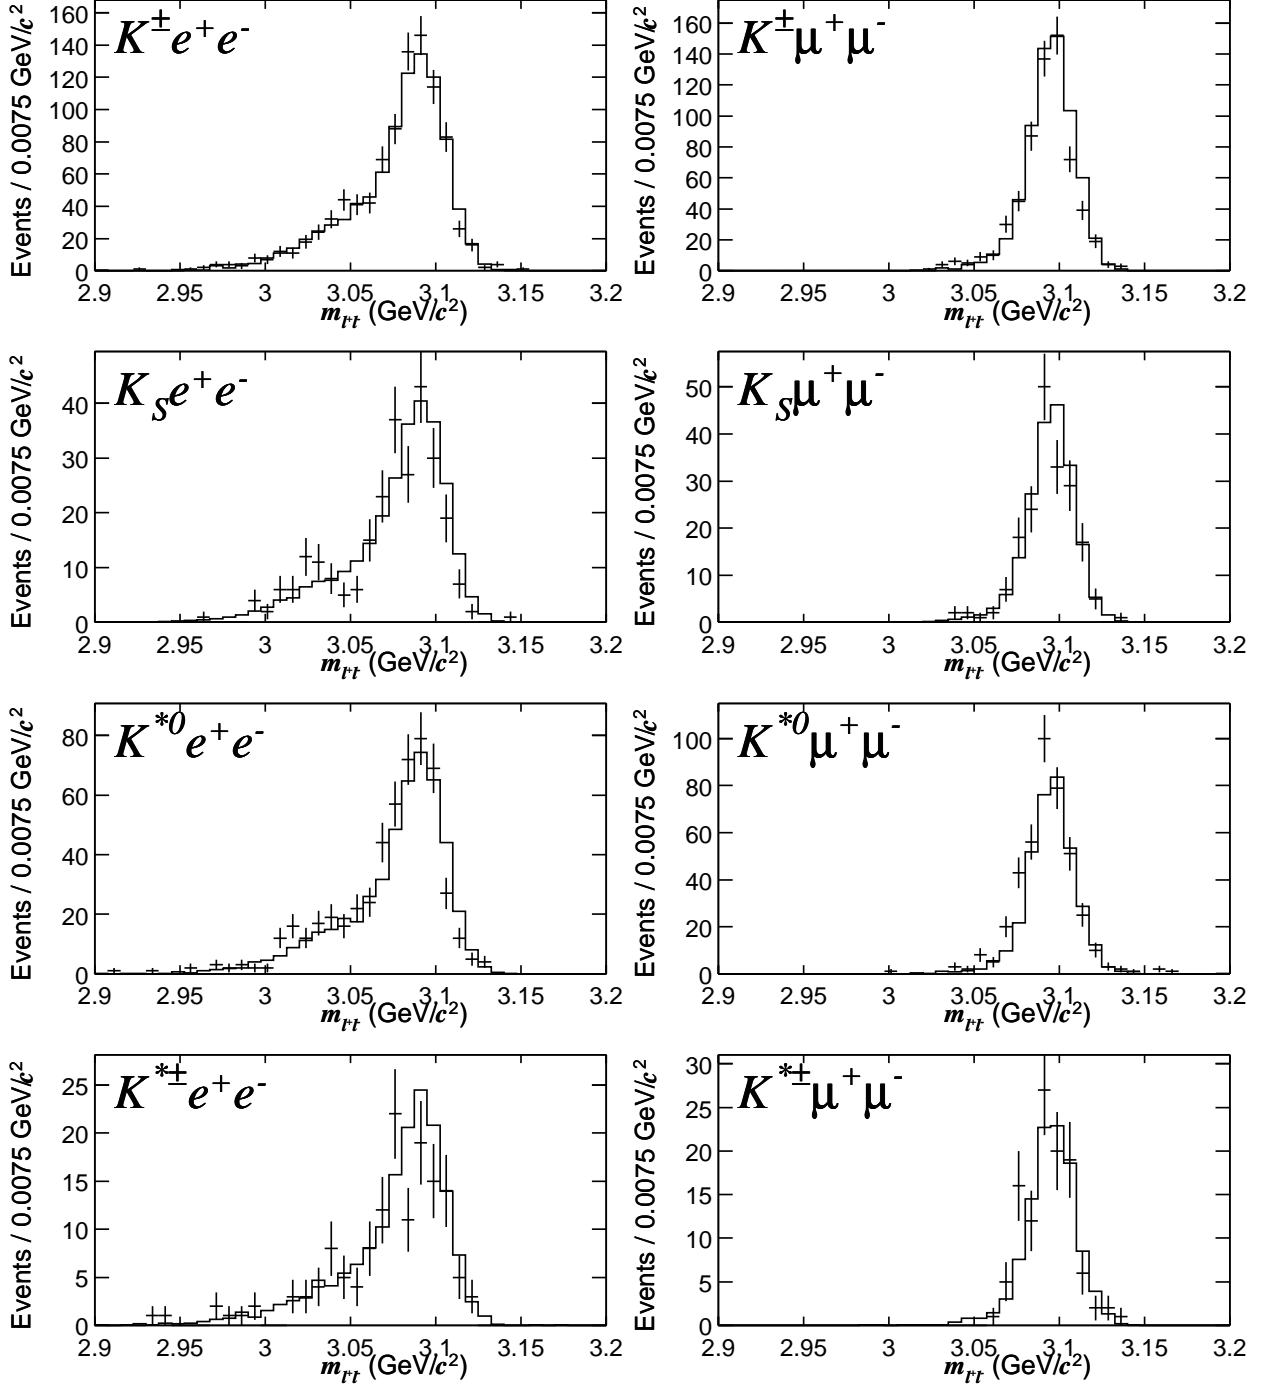 K±e+e-
Events / 0.0075 GeV/c2
160
140
120
100
80
60
40
20
0
2.9 2.95 3 3.05 3.1 3.15 3.2
ml+l- (GeV/c2)
K±μ+μ-
Events / 0.0075 GeV/c2
160
140
120
100
80
60
40
20
0
2.9 2.95 3 3.05 3.1 3.15 3.2
ml+l- (GeV/c2)
KSe+e-
Events / 0.0075 GeV/c2
40
30
20
10
0
2.9 2.95 3 3.05 3.1 3.15 3.2
ml+l- (GeV/c2)
KSμ+μ-
Events / 0.0075 GeV/c2
50
40
30
20
10
0
2.9 2.95 3 3.05 3.1 3.15 3.2
ml+l- (GeV/c2)
K*0e+e-
Events / 0.0075 GeV/c2
80
60
40
20
0
2.9 2.95 3 3.05 3.1 3.15 3.2
ml+l- (GeV/c2)
K*0μ+μ-
Events / 0.0075 GeV/c2
100
80
60
40
20
0
2.9 2.95 3 3.05 3.1 3.15 3.2
ml+l- (GeV/c2)
K*±e+e-
Events / 0.0075 GeV/c2
25
20
15
10
5
0
2.9 2.95 3 3.05 3.1 3.15 3.2
ml+l- (GeV/c2)
K*±μ+μ-
Events / 0.0075 GeV/c2
30
25
20
15
10
5
0
2.9 2.95 3 3.05 3.1 3.15 3.2
ml+l- (GeV/c2)